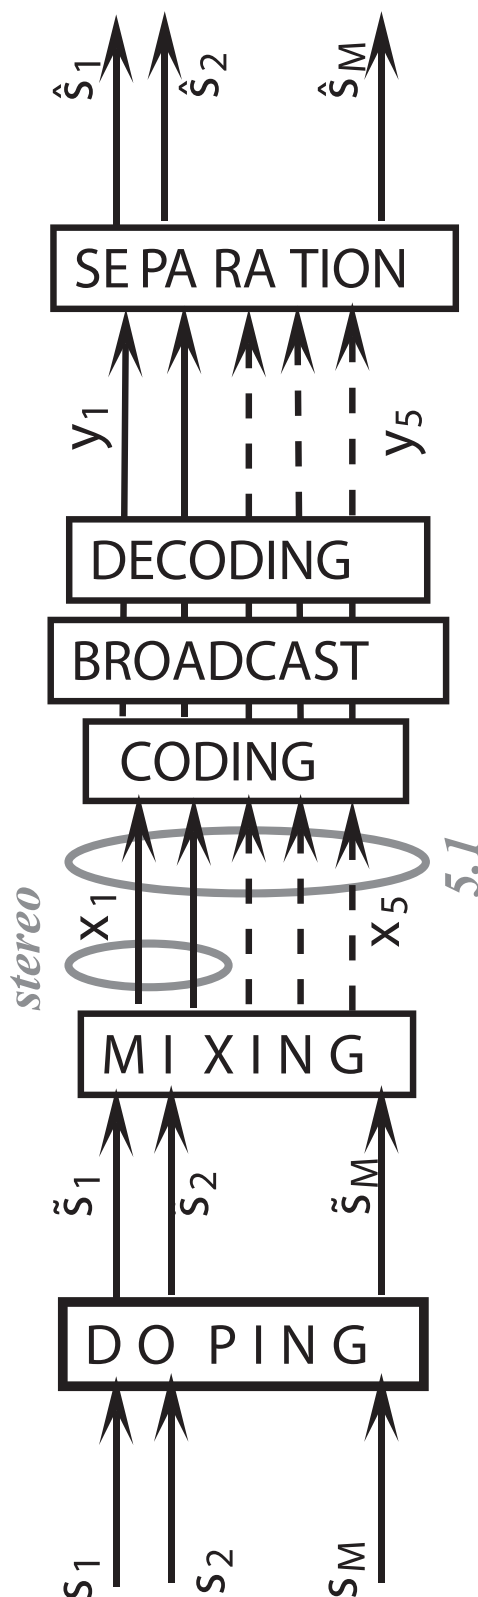 ŝ1 ŝ2 ŝM
SEPARATION
y1 y5
DECODING
BROADCAST
CODING
5.1
stereo
x1 x5
MIXING
s̃1 s̃2 s̃M
DOPING
s1 s2 sM